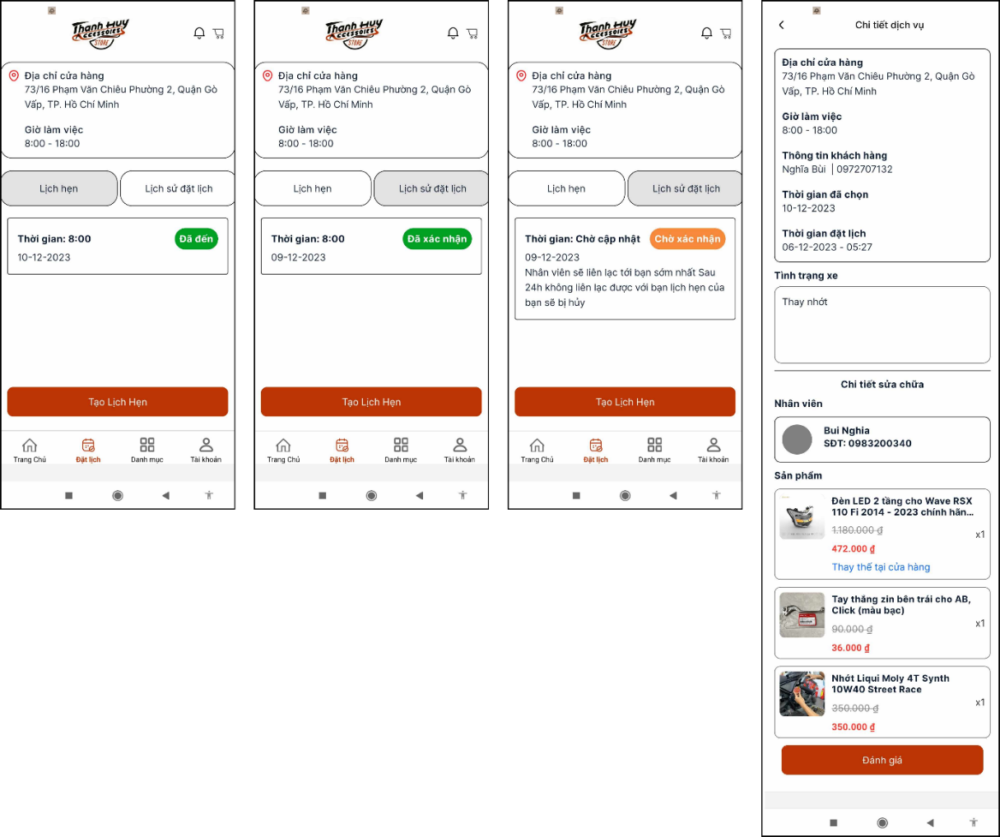 Thanh Huy
Accessories
STORE
Địa chỉ cửa hàng
73/16 Phạm Văn Chiêu Phường 2, Quận Gò
Vấp, TP. Hồ Chí Minh
Giờ làm việc
8:00 - 18:00
Lịch hẹn
Lịch sử đặt lịch
Thời gian: 8:00
Đã đến
10-12-2023
Tạo Lịch Hẹn
Trang Chủ
Đặt lịch
Danh mục
Tài khoản
Thanh Huy
Accessories
STORE
Địa chỉ cửa hàng
73/16 Phạm Văn Chiêu Phường 2, Quận Gò
Vấp, TP. Hồ Chí Minh
Giờ làm việc
8:00 - 18:00
Lịch hẹn
Lịch sử đặt lịch
Thời gian: 8:00
Đã xác nhận
09-12-2023
Tạo Lịch Hẹn
Trang Chủ
Đặt lịch
Danh mục
Tài khoản
Thanh Huy
Accessories
STORE
Địa chỉ cửa hàng
73/16 Phạm Văn Chiêu Phường 2, Quận Gò
Vấp, TP. Hồ Chí Minh
Giờ làm việc
8:00 - 18:00
Lịch hẹn
Lịch sử đặt lịch
Thời gian: Chờ cập nhật
Chờ xác nhận
09-12-2023
Nhân viên sẽ liên lạc tới bạn sớm nhất Sau
24h không liên lạc được với bạn lịch hẹn của
bạn sẽ bị hủy
Tạo Lịch Hẹn
Trang Chủ
Đặt lịch
Danh mục
Tài khoản
Chi tiết dịch vụ
Địa chỉ cửa hàng
73/16 Phạm Văn Chiêu Phường 2, Quận Gò
Vấp, TP. Hồ Chí Minh
Giờ làm việc
8:00 - 18:00
Thông tin khách hàng
Nghĩa Bùi | 0972707132
Thời gian đã chọn
10-12-2023
Thời gian đặt lịch
06-12-2023 - 05:27
Tình trạng xe
Thay nhớt
Chi tiết sửa chữa
Nhân viên
Bui Nghia
SĐT: 0983200340
Sản phẩm
Đèn LED 2 tầng cho Wave RSX
110 Fi 2014 - 2023 chính hãn...
1.180.000 ₫
x1
472.000 ₫
Thay thế tại cửa hàng
Tay thắng zin bên trái cho AB,
Click (màu bạc)
90.000 ₫
x1
36.000 ₫
Nhớt Liqui Moly 4T Synth
10W40 Street Race
350.000 ₫
x1
350.000 ₫
Đánh giá